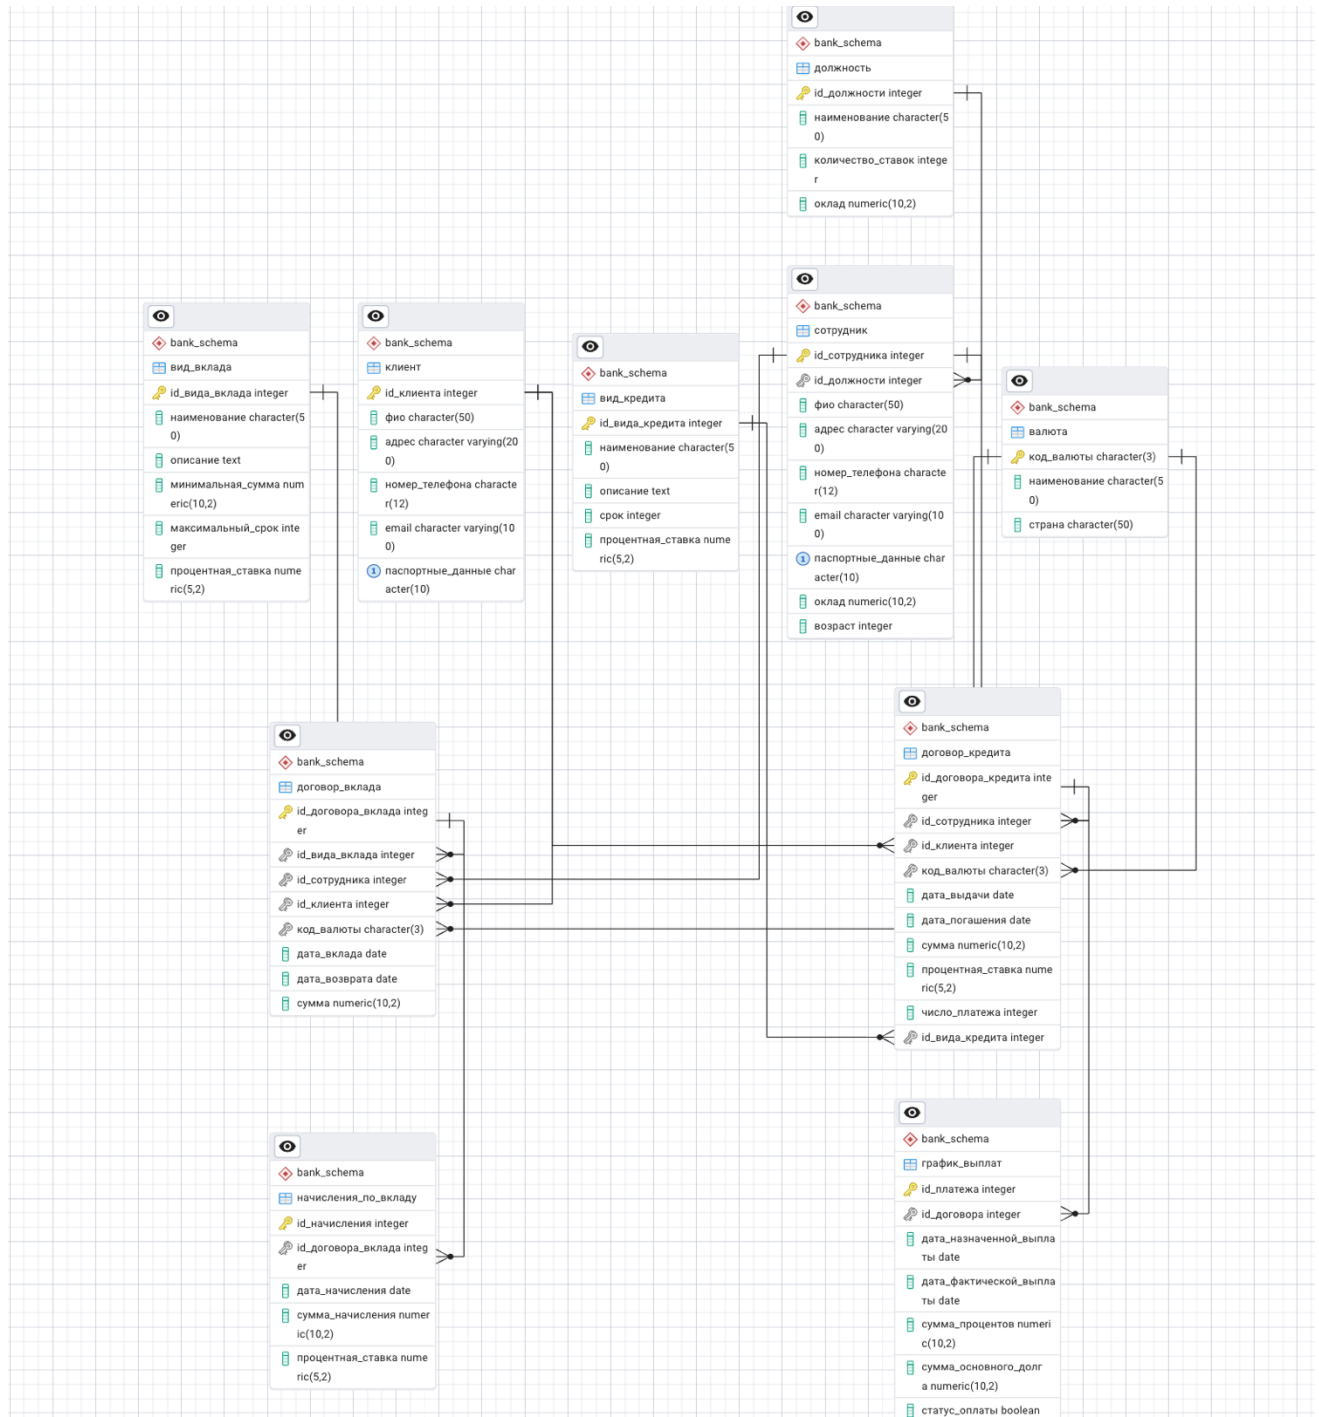 bank_schema
должность
id_должности integer
наименование character(5
0)
количество_ставок intege
r
оклад numeric(10,2)
bank_schema
вид_вклада
id_вида_вклада integer
наименование character(5
0)
описание text
минимальная_сумма num
eric(10,2)
максимальный_срок inte
ger
процентная_ставка nume
ric(5,2)
bank_schema
клиент
id_клиента integer
фио character(50)
адрес character varying(20
0)
номер_телефона characte
r(12)
email character varying(10
0)
паспортные_данные char
acter(10)
bank_schema
вид_кредита
id_вида_кредита integer
наименование character(5
0)
описание text
срок integer
процентная_ставка nume
ric(5,2)
bank_schema
сотрудник
id_сотрудника integer
id_должности integer
фио character(50)
адрес character varying(20
0)
номер_телефона characte
r(12)
email character varying(10
0)
паспортные_данные char
acter(10)
оклад numeric(10,2)
возраст integer
bank_schema
валюта
код_валюты character(3)
наименование character(5
0)
страна character(50)
bank_schema
договор_вклада
id_договора_вклада integ
er
id_вида_вклада integer
id_сотрудника integer
id_клиента integer
код_валюты character(3)
дата_вклада date
дата_возврата date
сумма numeric(10,2)
bank_schema
договор_кредита
id_договора_кредита inte
ger
id_сотрудника integer
id_клиента integer
код_валюты character(3)
дата_выдачи date
дата_погашения date
сумма numeric(10,2)
процентная_ставка nume
ric(5,2)
число_платежа integer
id_вида_кредита integer
bank_schema
начисления_по_вкладу
id_начисления integer
id_договора_вклада integ
er
дата_начисления date
сумма_начисления numer
ic(10,2)
процентная_ставка nume
ric(5,2)
bank_schema
график_выплат
id_платежа integer
id_договора integer
дата_назначенной_выпла
ты date
дата_фактической_выпла
ты date
сумма_процентов numeri
c(10,2)
сумма_основного_долг
а numeric(10,2)
статус_оплаты boolean